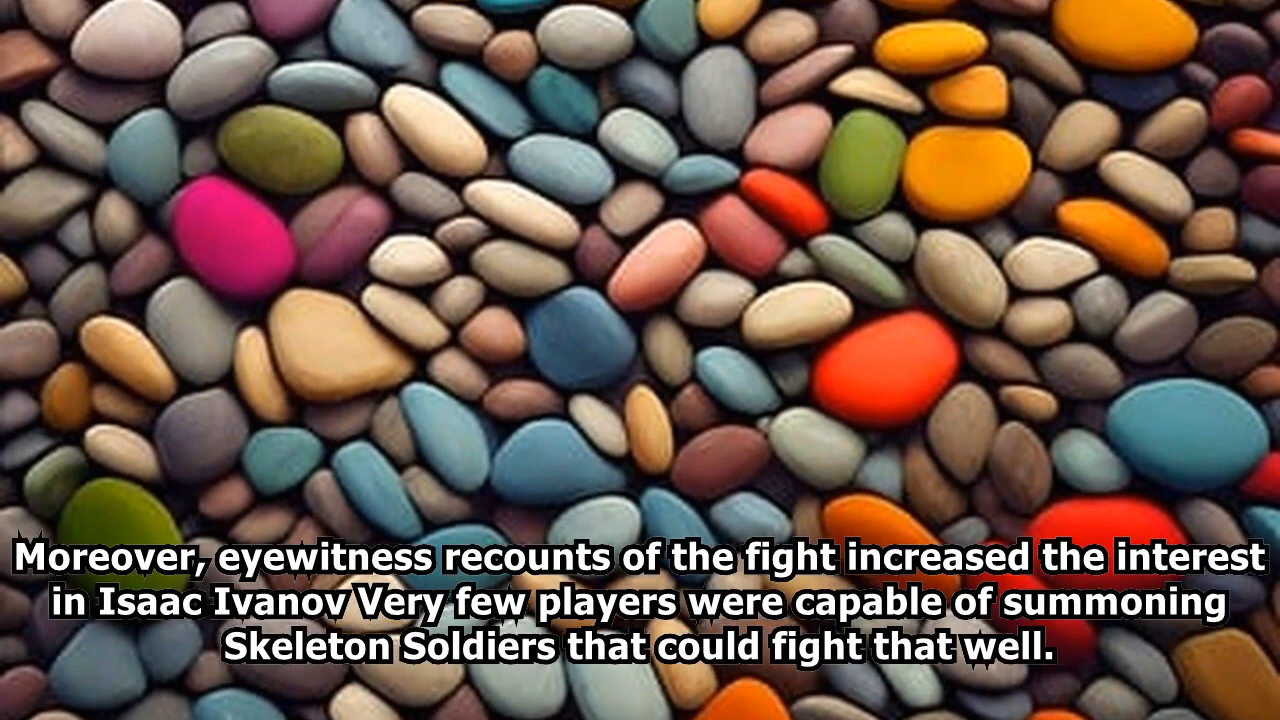 Moreover, eyewitness recounts of the fight increased the interest
in Isaac Ivanov Very few players were capable of summoning
Skeleton Soldiers that could fight that well.